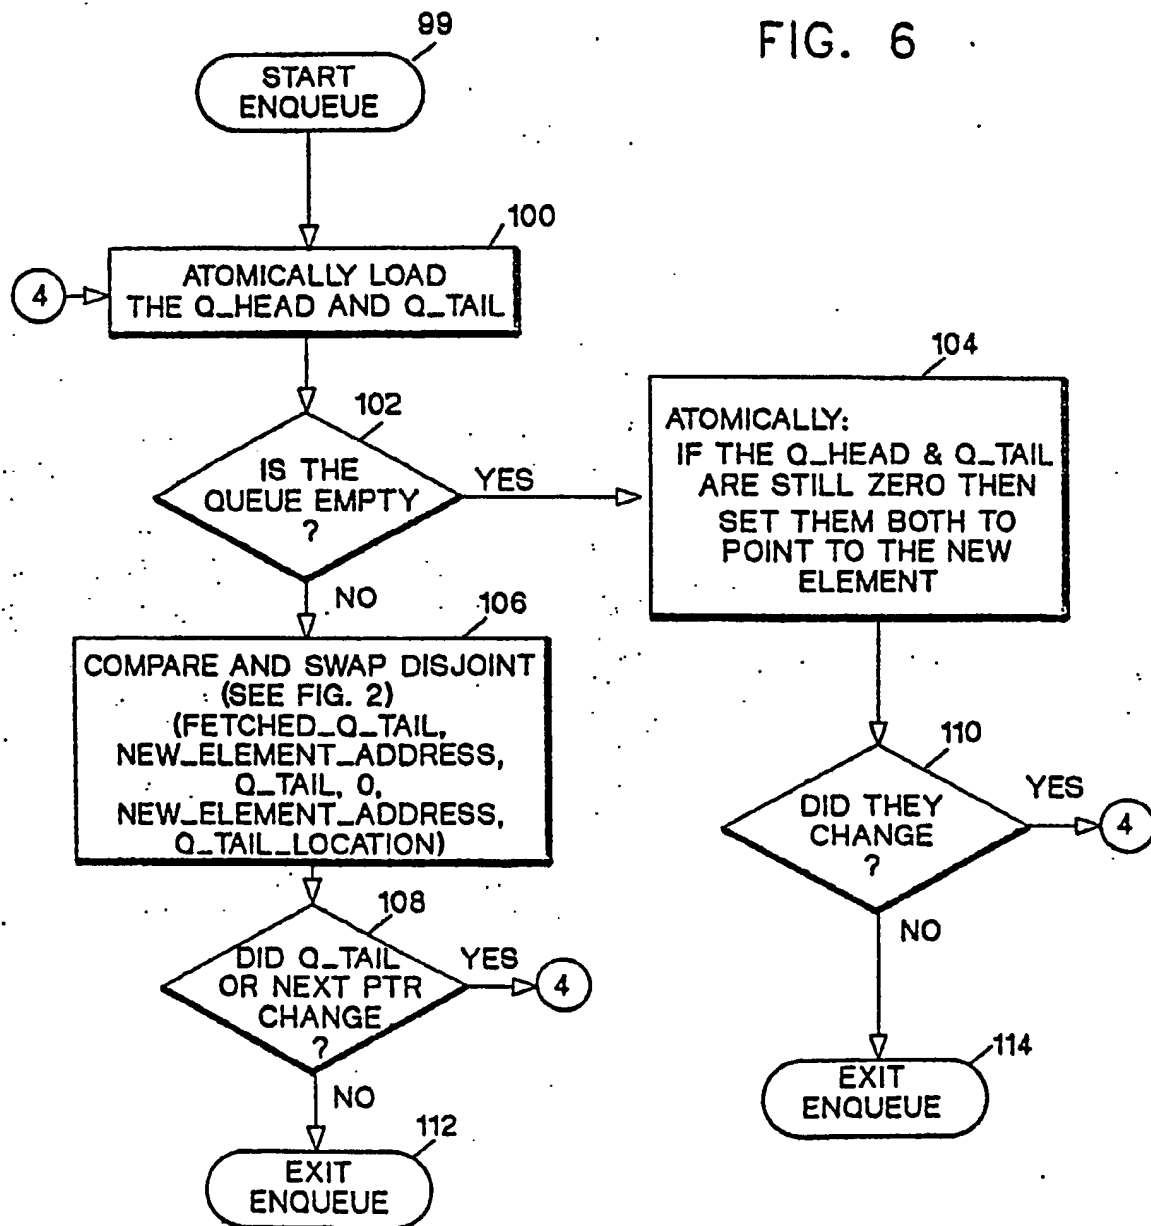 FIG. 6
99
START
ENQUEUE
100
4
ATOMICALLY LOAD
THE Q_HEAD AND Q_TAIL
102
IS THE
QUEUE EMPTY
?
YES
NO
104
ATOMICALLY:
IF THE Q_HEAD & Q_TAIL
ARE STILL ZERO THEN
SET THEM BOTH TO
POINT TO THE NEW
ELEMENT
106
COMPARE AND SWAP DISJOINT
(SEE FIG. 2)
(FETCHED_Q_TAIL,
NEW_ELEMENT_ADDRESS,
Q_TAIL, 0,
NEW_ELEMENT_ADDRESS,
Q_TAIL_LOCATION)
110
DID THEY
CHANGE
?
YES
4
NO
108
DID Q_TAIL
OR NEXT PTR
CHANGE
?
YES
4
NO
114
EXIT
ENQUEUE
112
EXIT
ENQUEUE